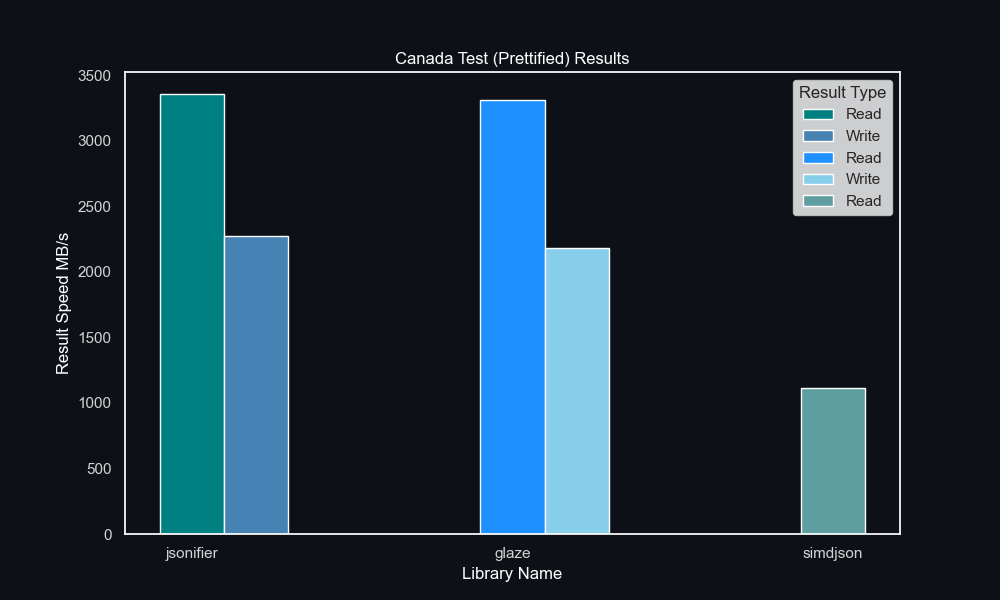 Canada Test (Prettified) Results
3500
3000
2500
2000
1500
1000
500
0
Result Speed MB/s
Result Type
Read
Write
Read
Write
Read
jsonifier
glaze
simdjson
Library Name